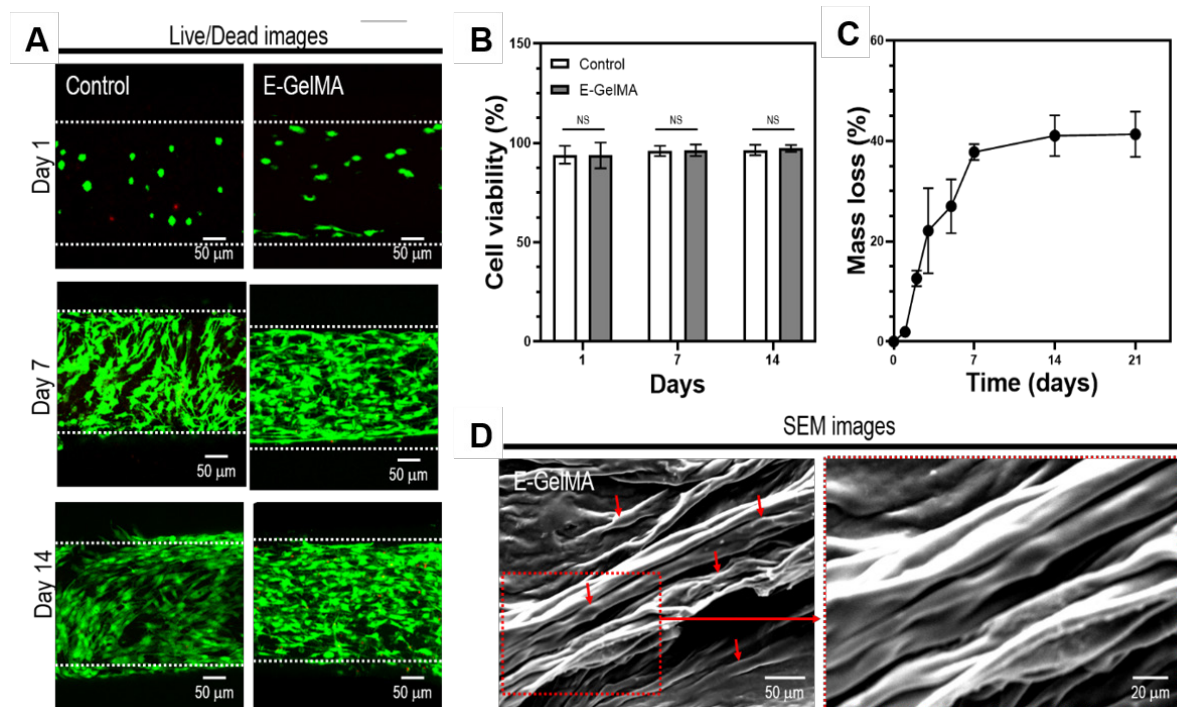 A
Live/Dead images
Control
E-GelMA
Day 1
50 µm
50 µm
Day 7
50 µm
50 µm
Day 14
50 µm
50 µm
B
Cell viability (%)
150
100
50
0
Control
E-GelMA
NS
NS
NS
1
7
14
Days
C
Mass loss (%)
60
40
20
0
0
7
14
21
Time (days)
D
SEM images
E-GelMA
50 µm
20 µm